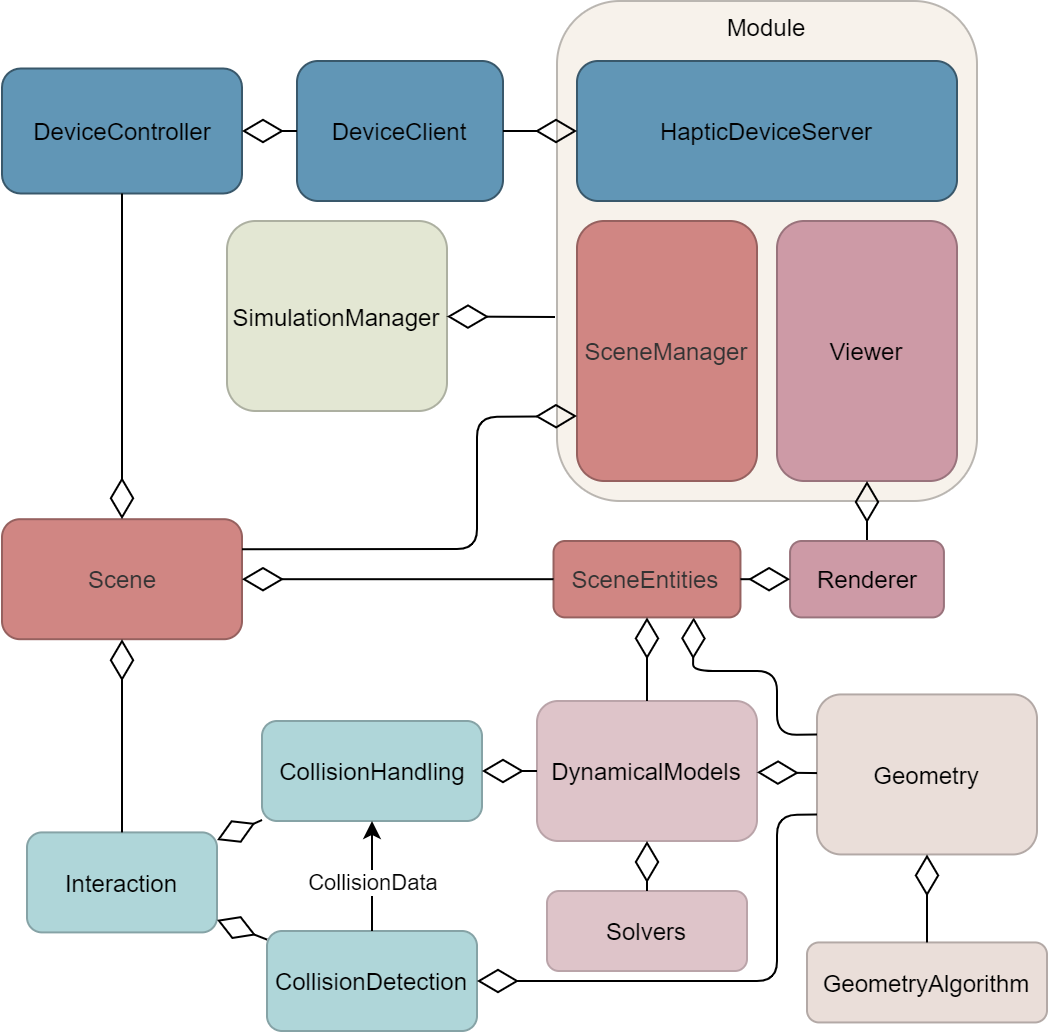 Module
DeviceController
DeviceClient
HapticDeviceServer
SimulationManager
SceneManager
Viewer
Scene
SceneEntities
Renderer
CollisionHandling
DynamicalModels
Geometry
Interaction
CollisionData
Solvers
CollisionDetection
GeometryAlgorithm